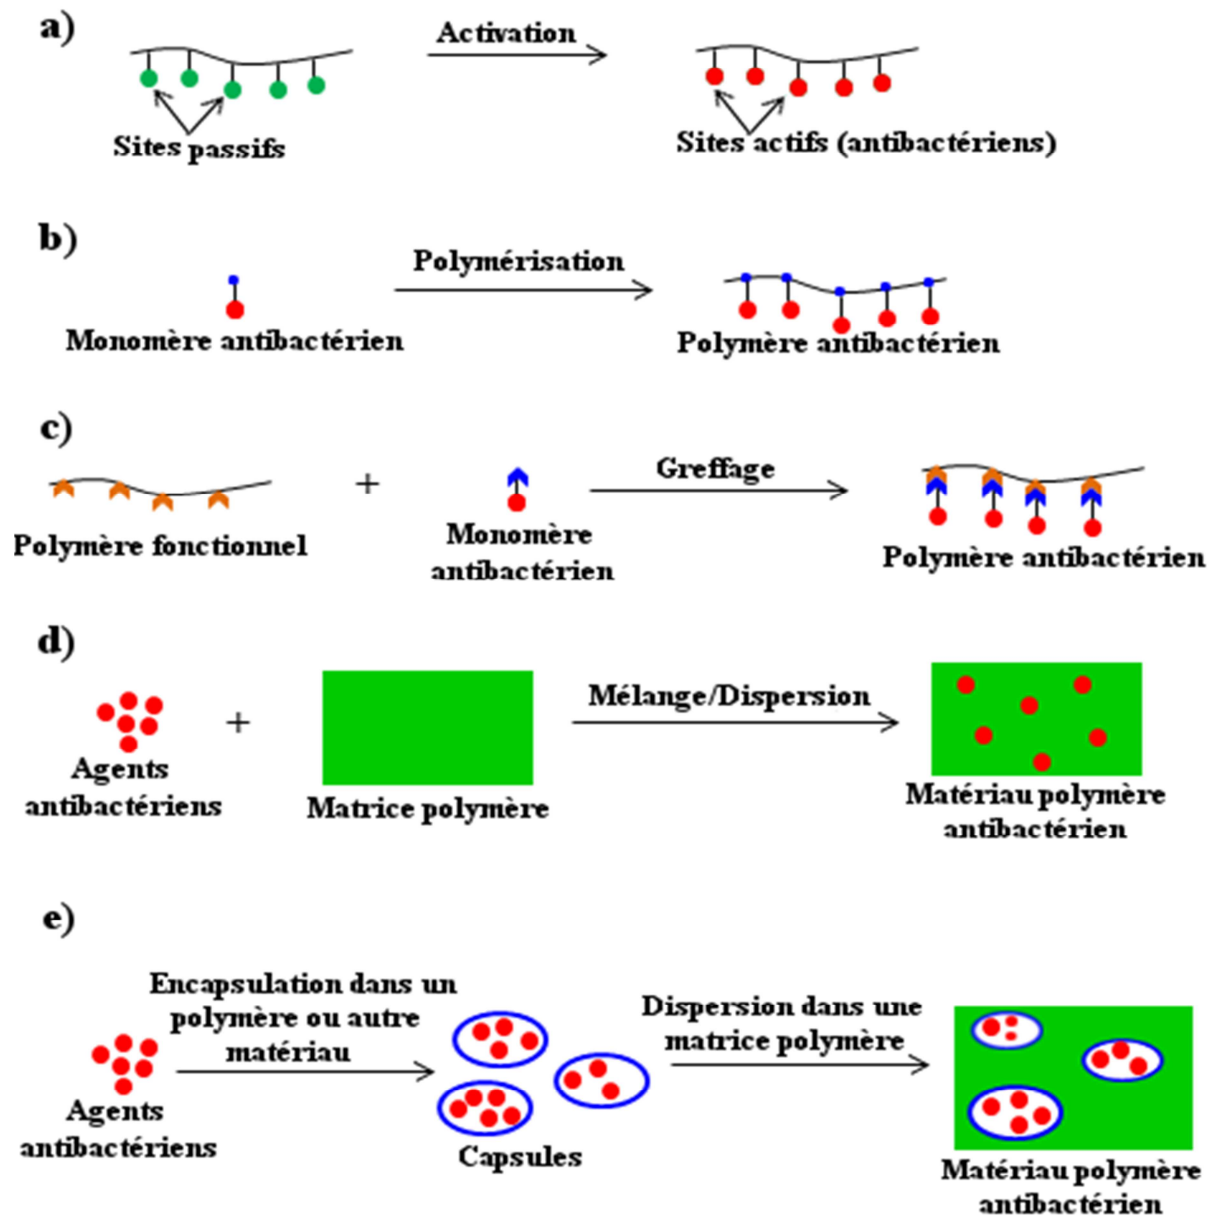 a)
Activation
Sites passifs
Sites actifs (antibactériens)
b)
Polymérisation
Monomère antibactérien
Polymère antibactérien
c)
+
Greffage
Polymère fonctionnel
Monomère
antibactérien
Polymère antibactérien
d)
+
Mélange/Dispersion
Agents
antibactériens
Matrice polymère
Matériau polymère
antibactérien
e)
Encapsulation dans un
polymère ou autre
matériau
Dispersion dans une
matrice polymère
Agents
antibactériens
Capsules
Matériau polymère
antibactérien